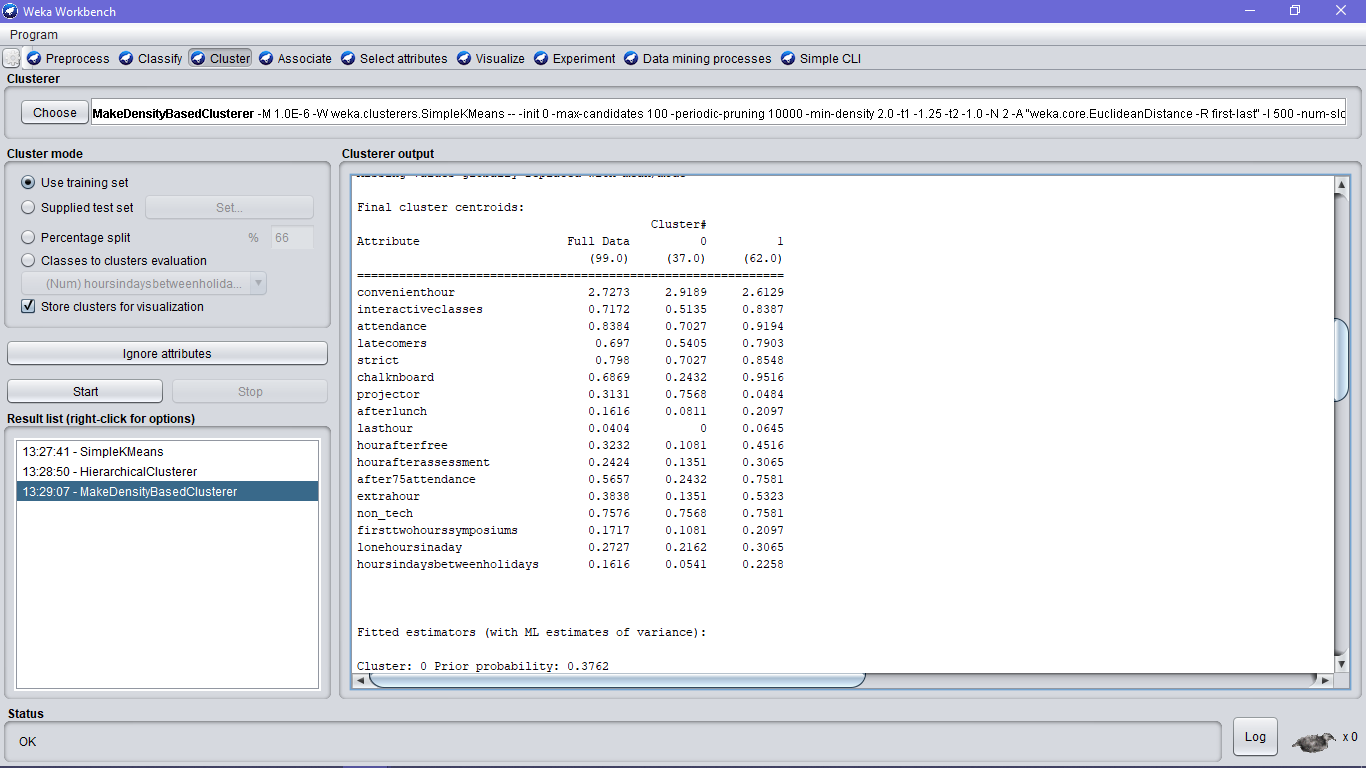 Weka Workbench
Program
Preprocess Classify Cluster Associate Select attributes Visualize Experiment Data mining processes Simple CLI
Clusterer
Choose MakeDensityBasedClusterer -M 1.0E-6 -W weka.clusterers.SimpleKMeans -- -init 0 -max-candidates 100 -periodic-pruning 10000 -min-density 2.0 -t1 -1.25 -t2 -1.0 -N 2 -A "weka.core.EuclideanDistance -R first-last" -I 500 -num-slo
Cluster mode
Use training set
Supplied test set Set...
Percentage split % 66
Classes to clusters evaluation
(Num) hoursindaysbetweenholida...
Store clusters for visualization
Ignore attributes
Start Stop
Result list (right-click for options)
13:27:41 - SimpleKMeans
13:28:50 - HierarchicalClusterer
13:29:07 - MakeDensityBasedClusterer
Clusterer output
Missing values globally replaced with mean/mode
Final cluster centroids:
Cluster#
Attribute Full Data 0 1
(99.0) (37.0) (62.0)
==============================================================
convenienthour 2.7273 2.9189 2.6129
interactiveclasses 0.7172 0.5135 0.8387
attendance 0.8384 0.7027 0.9194
latecomers 0.697 0.5405 0.7903
strict 0.798 0.7027 0.8548
chalknboard 0.6869 0.2432 0.9516
projector 0.3131 0.7568 0.0484
afterlunch 0.1616 0.0811 0.2097
lasthour 0.0404 0 0.0645
hourafterfree 0.3232 0.1081 0.4516
hourafterassessment 0.2424 0.1351 0.3065
after75attendance 0.5657 0.2432 0.7581
extrahour 0.3838 0.1351 0.5323
non_tech 0.7576 0.7568 0.7581
firsttwohourssymposiums 0.1717 0.1081 0.2097
lonehoursinaday 0.2727 0.2162 0.3065
hoursindaysbetweenholidays 0.1616 0.0541 0.2258
Fitted estimators (with ML estimates of variance):
Cluster: 0 Prior probability: 0.3762
Status
OK
Log x 0